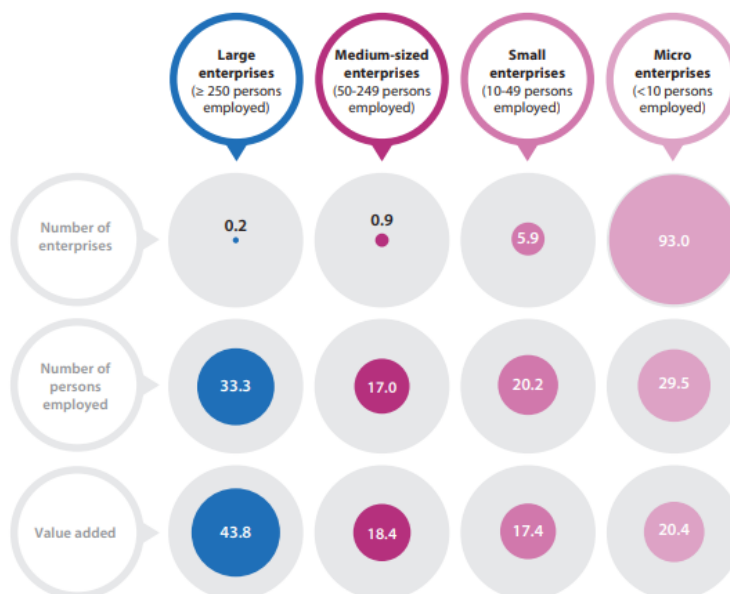 Large
enterprises
(≥ 250 persons
employed)
Medium-sized
enterprises
(50-249 persons
employed)
Small
enterprises
(10-49 persons
employed)
Micro
enterprises
(<10 persons
employed)
Number of
enterprises
0.2
0.9
5.9
93.0
Number of
persons
employed
33.3
17.0
20.2
29.5
Value added
43.8
18.4
17.4
20.4